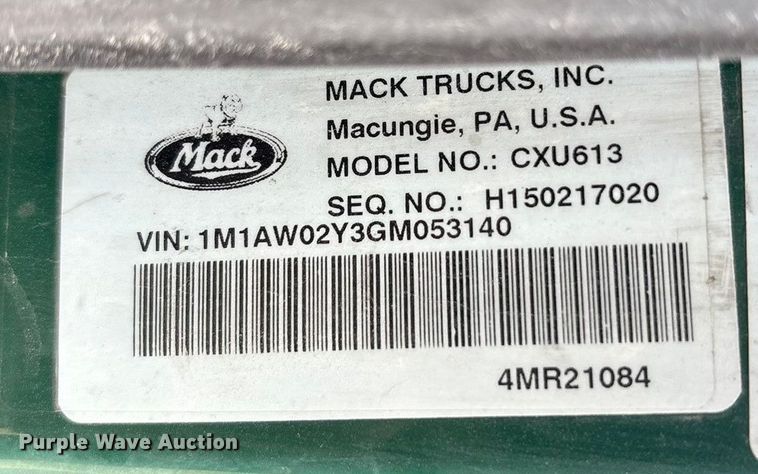 MACK TRUCKS, INC.
Macungie, PA, U.S.A.
Mack
MODEL NO.: CXU613
SEQ. NO.: H150217020
VIN: 1M1AW02Y3GM053140
4MR21084
Purple Wave Auction